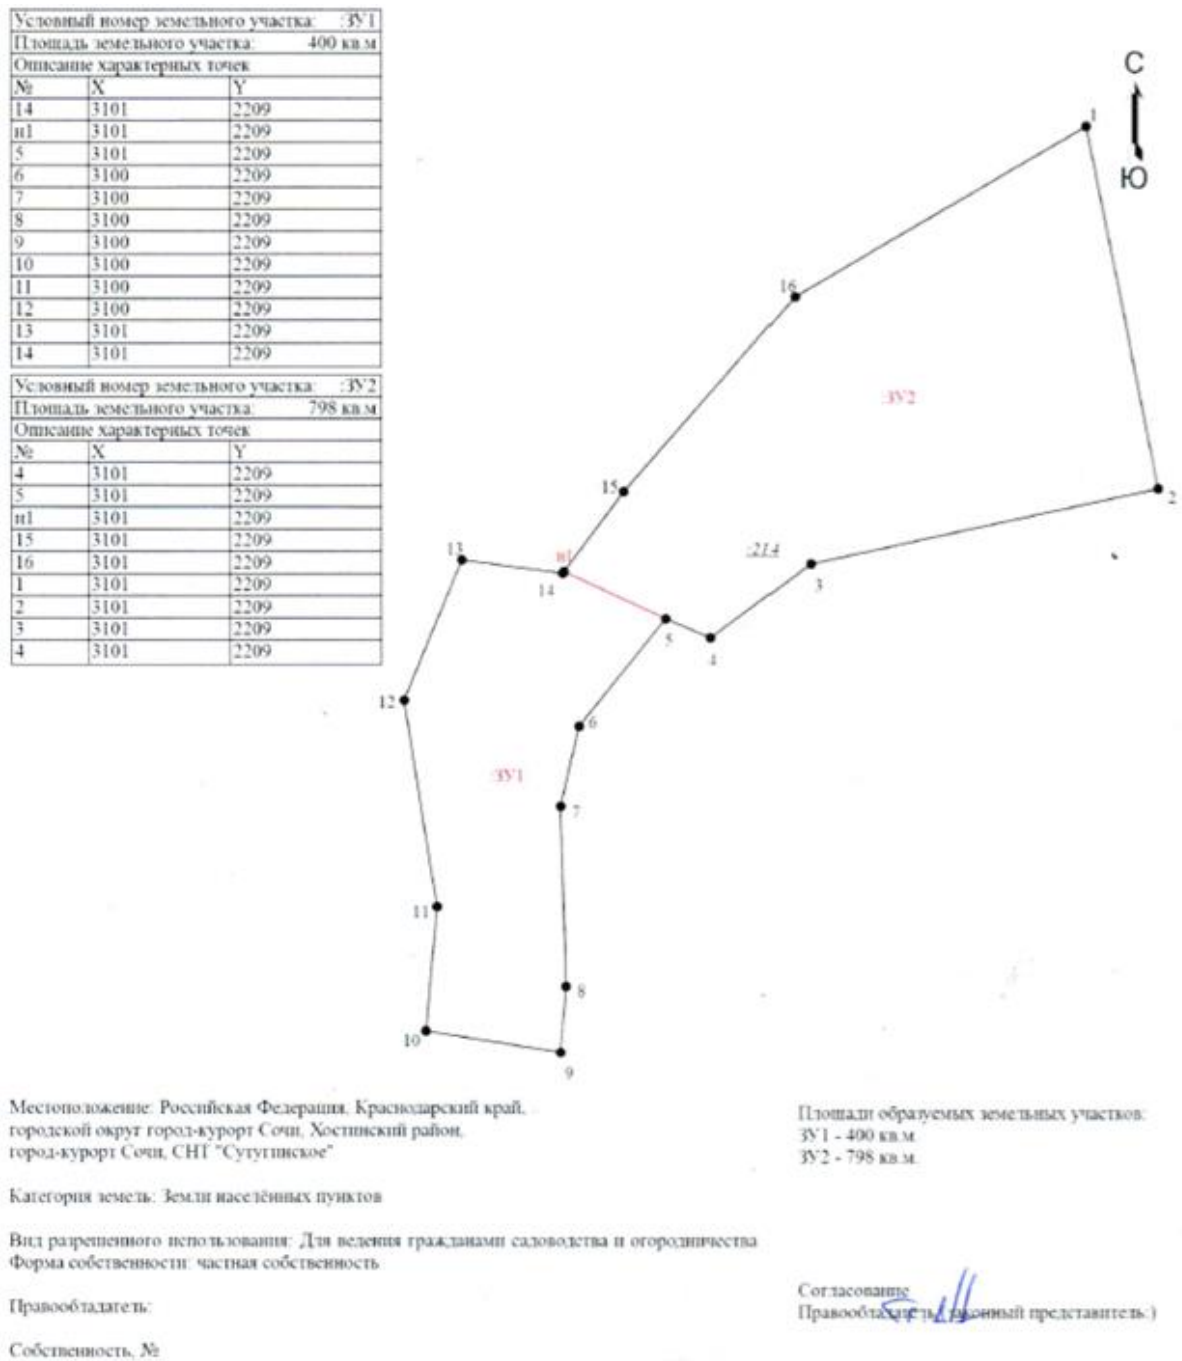 Условный номер земельного участка: :ЗУ1
Площадь земельного участка: 400 кв.м
Описание характерных точек
№ X Y
14 3101 2209
н1 3101 2209
5 3101 2209
6 3100 2209
7 3100 2209
8 3100 2209
9 3100 2209
10 3100 2209
11 3100 2209
12 3100 2209
13 3101 2209
14 3101 2209
Условный номер земельного участка: :ЗУ2
Площадь земельного участка: 798 кв.м
Описание характерных точек
№ X Y
4 3101 2209
5 3101 2209
н1 3101 2209
15 3101 2209
16 3101 2209
1 3101 2209
2 3101 2209
3 3101 2209
4 3101 2209
С
Ю
1
16
:ЗУ2
15
2
13
н1
:214
14
3
5
4
12
6
:ЗУ1
7
11
8
10
9
Местоположение: Российская Федерация, Краснодарский край,
городской округ город-курорт Сочи, Хостинский район,
город-курорт Сочи, СНТ "Сутугинское"
Категория земель: Земли населённых пунктов
Вид разрешенного использования: Для ведения гражданами садоводства и огородничества
Форма собственности: частная собственность
Правообладатель:
Собственность, №
Площади образуемых земельных участков:
ЗУ1 - 400 кв.м.
ЗУ2 - 798 кв.м.
Согласование
Правообладатель (законный представитель:)